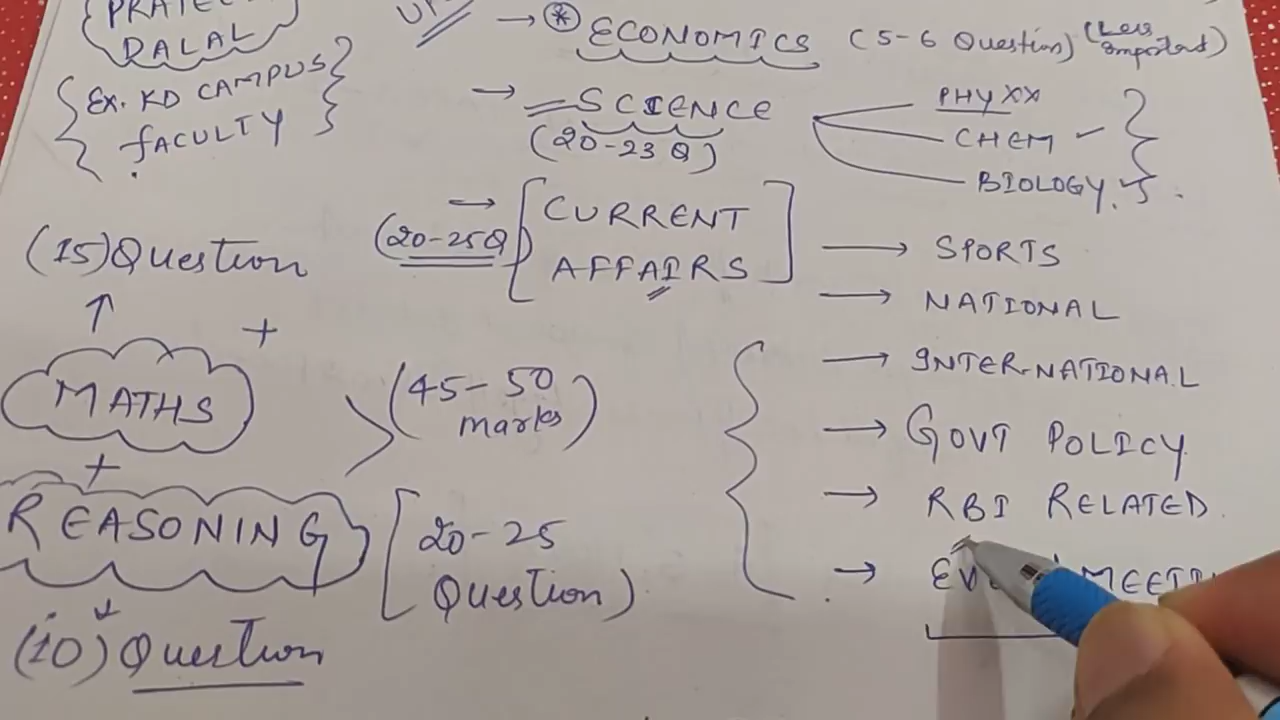 DALAL
Ex. KD CAMPUS
FACULTY
→ * ECONOMICS (5-6 Question) (Less important)
→ SCIENCE
(20-23 Q)
PHYXX
CHEM
BIOLOGY
→ [CURRENT
AFFAIRS]
(20-25Q)
→ SPORTS
→ NATIONAL
→ INTERNATIONAL
→ GOVT POLICY
→ RBI RELATED
→
(15) Question
↑
+
MATHS
+
REASONING
(10) Question
(45-50
marks)
[20-25
Question)